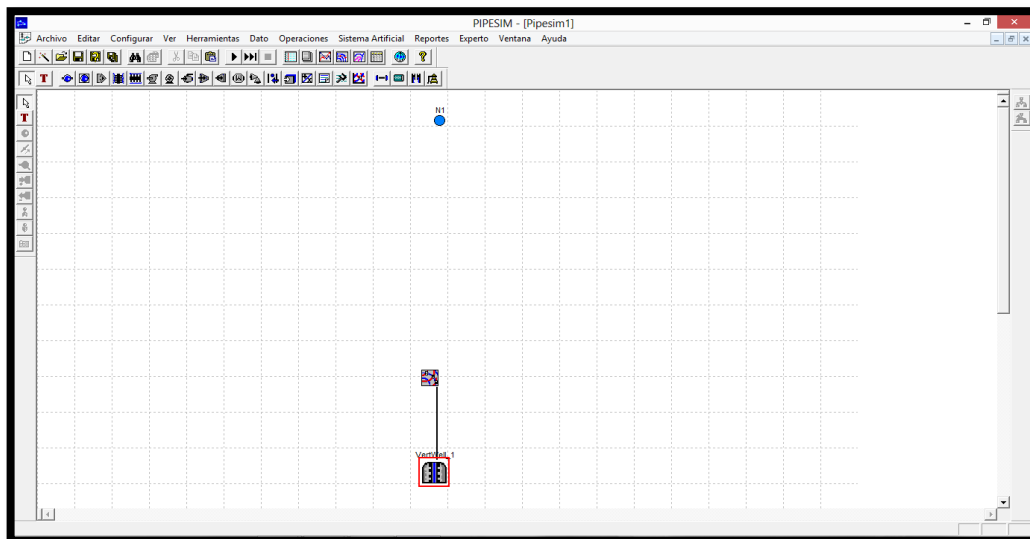 PIPESIM - [Pipesim1]
Archivo Editar Configurar Ver Herramientas Dato Operaciones Sistema Artificial Reportes Experto Ventana Ayuda
T
T
N1
VertWell_1